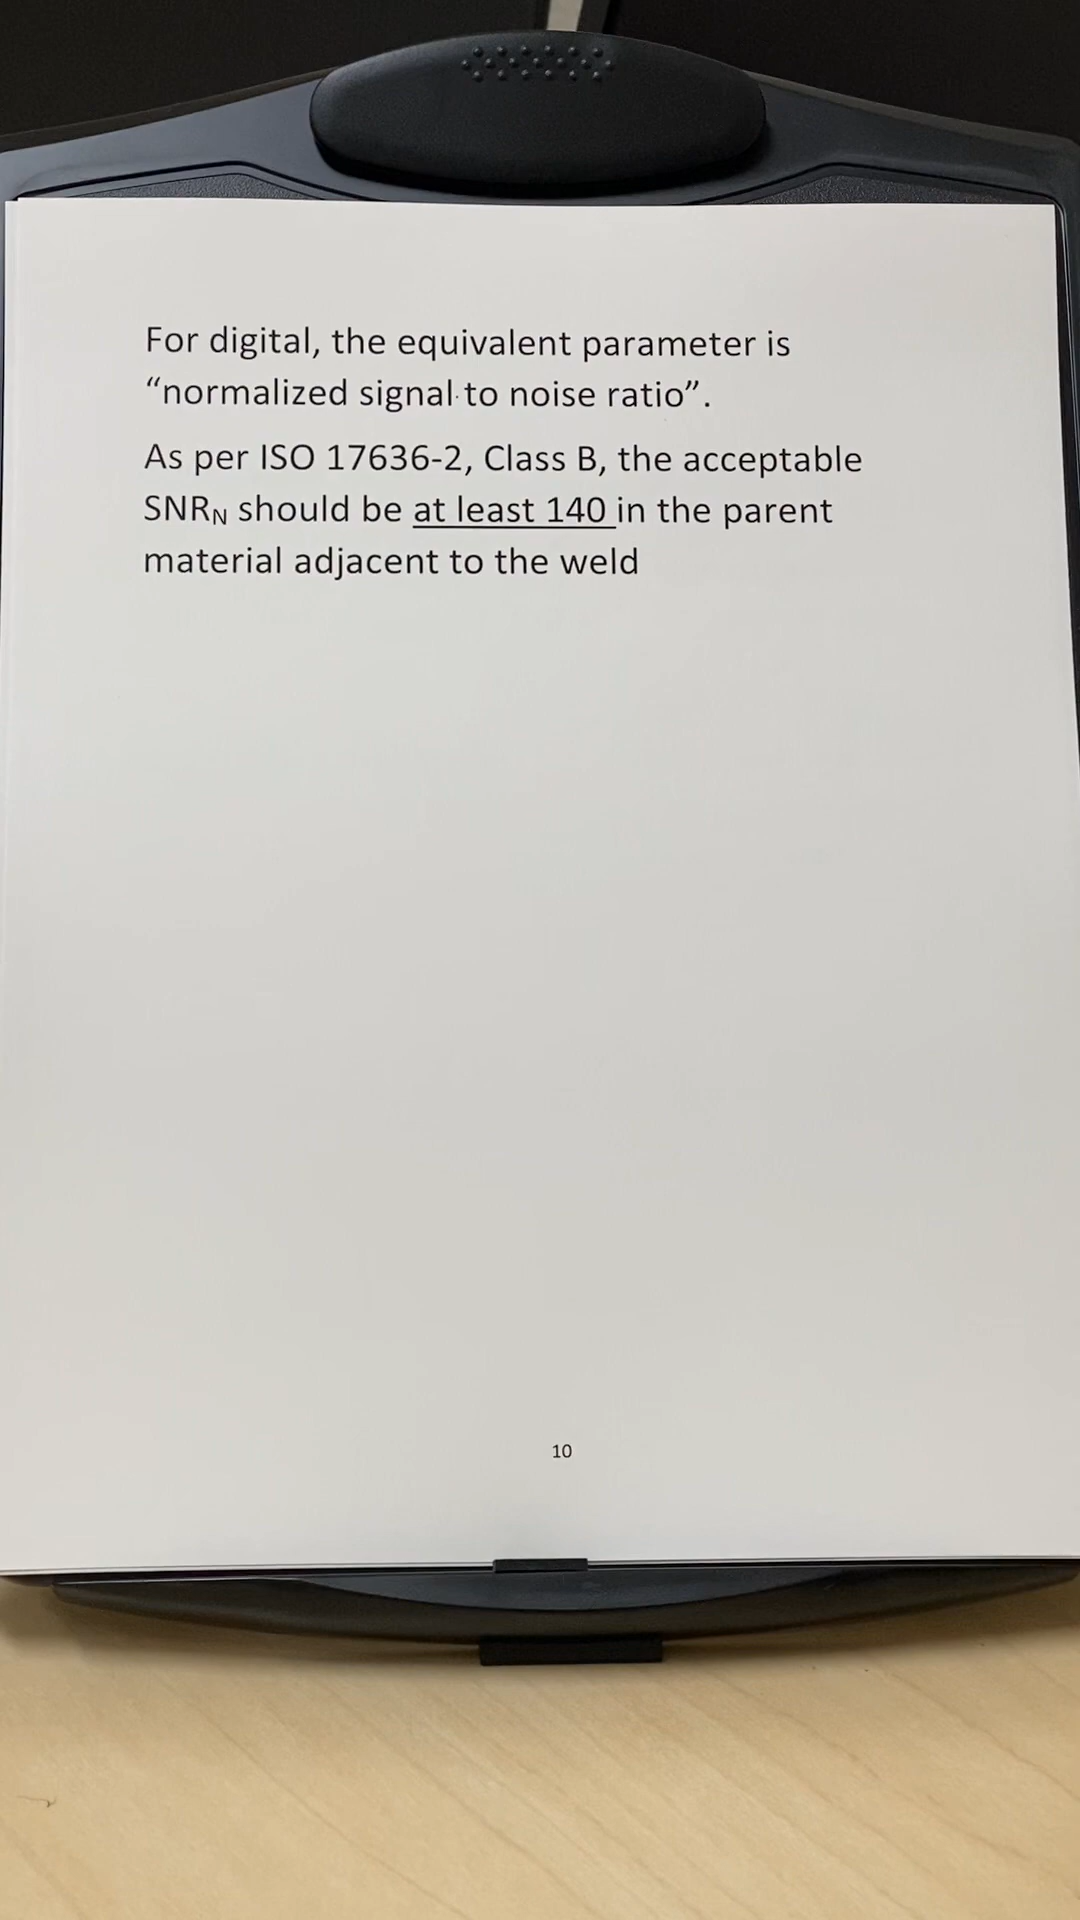 For digital, the equivalent parameter is
“normalized signal to noise ratio”.
As per ISO 17636-2, Class B, the acceptable
SNRN should be at least 140 in the parent
material adjacent to the weld
10